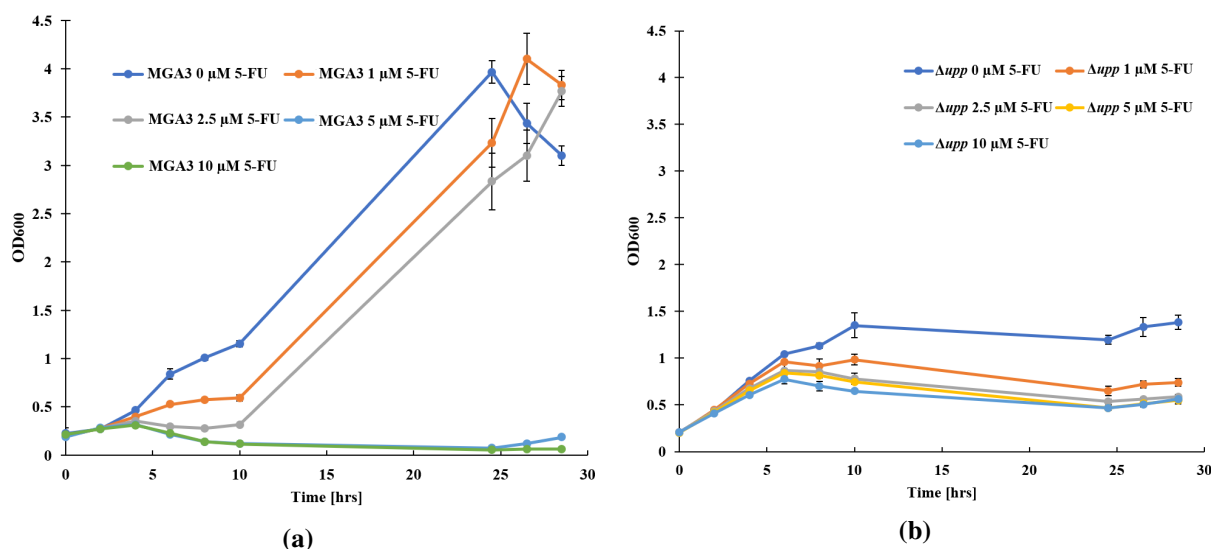 4.5
4
3.5
3
2.5
2
1.5
1
0.5
0
OD600
MGA3 0 µM 5-FU MGA3 1 µM 5-FU
MGA3 2.5 µM 5-FU MGA3 5 µM 5-FU
MGA3 10 µM 5-FU
0 5 10 15 20 25 30
Time [hrs]
(a)
4.5
4
3.5
3
2.5
2
1.5
1
0.5
0
OD600
Δupp 0 µM 5-FU Δupp 1 µM 5-FU
Δupp 2.5 µM 5-FU Δupp 5 µM 5-FU
Δupp 10 µM 5-FU
0 5 10 15 20 25 30
Time [hrs]
(b)